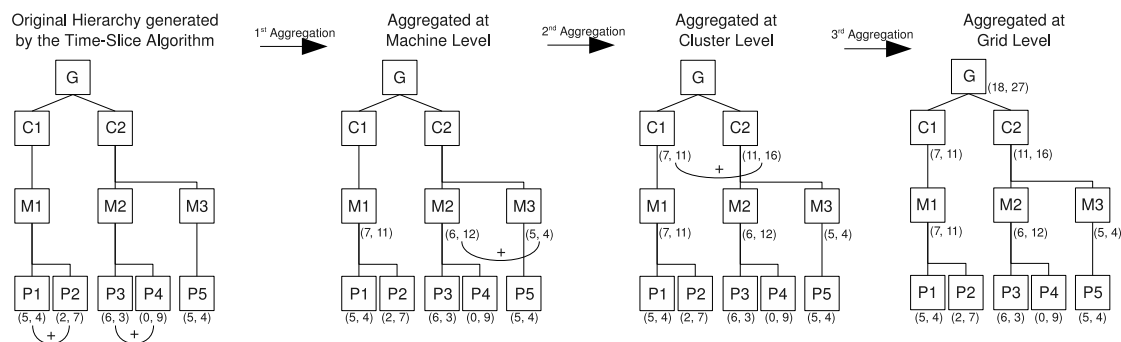 Original Hierarchy generated
by the Time-Slice Algorithm
1st Aggregation
Aggregated at
Machine Level
2nd Aggregation
Aggregated at
Cluster Level
3rd Aggregation
Aggregated at
Grid Level
G
C1 C2
M1 M2 M3
P1 P2 P3 P4 P5
(5, 4) (2, 7) (6, 3) (0, 9) (5, 4)
+ +
G
C1 C2
M1 M2 M3
(7, 11) (6, 12) (5, 4)
+
P1 P2 P3 P4 P5
(5, 4) (2, 7) (6, 3) (0, 9) (5, 4)
G
C1 C2
(7, 11) (11, 16)
+
M1 M2 M3
(7, 11) (6, 12) (5, 4)
P1 P2 P3 P4 P5
(5, 4) (2, 7) (6, 3) (0, 9) (5, 4)
G
(18, 27)
C1 C2
(7, 11) (11, 16)
M1 M2 M3
(7, 11) (6, 12) (5, 4)
P1 P2 P3 P4 P5
(5, 4) (2, 7) (6, 3) (0, 9) (5, 4)